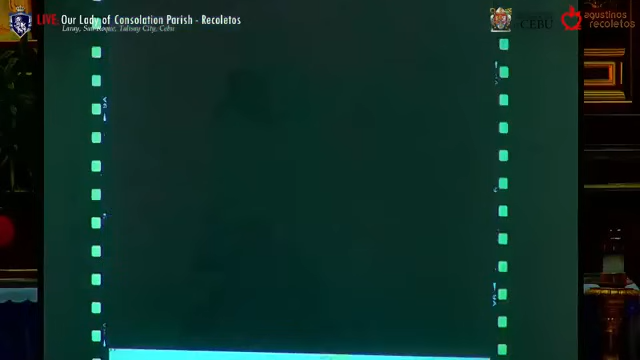 LIVE: Our Lady of Consolation Parish - Recoletos
Laray, San Roque, Talisay City, Cebu
CEBU
agustinos
recoletos